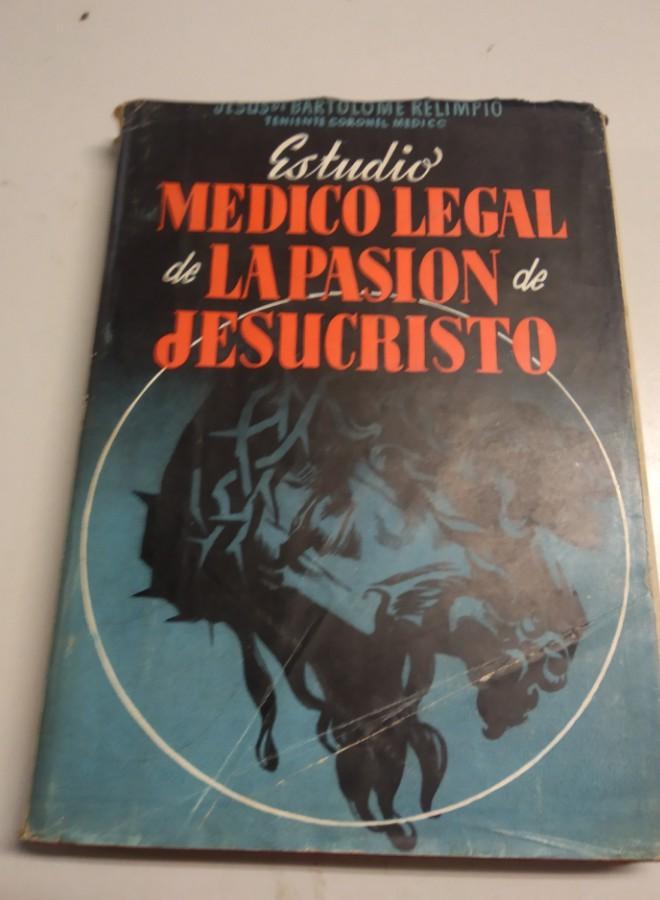 JESUS DE BARTOLOME RELIMPIO
TENIENTE CORONEL MEDICO
Estudio
MEDICO LEGAL
de LA PASION de
JESUCRISTO